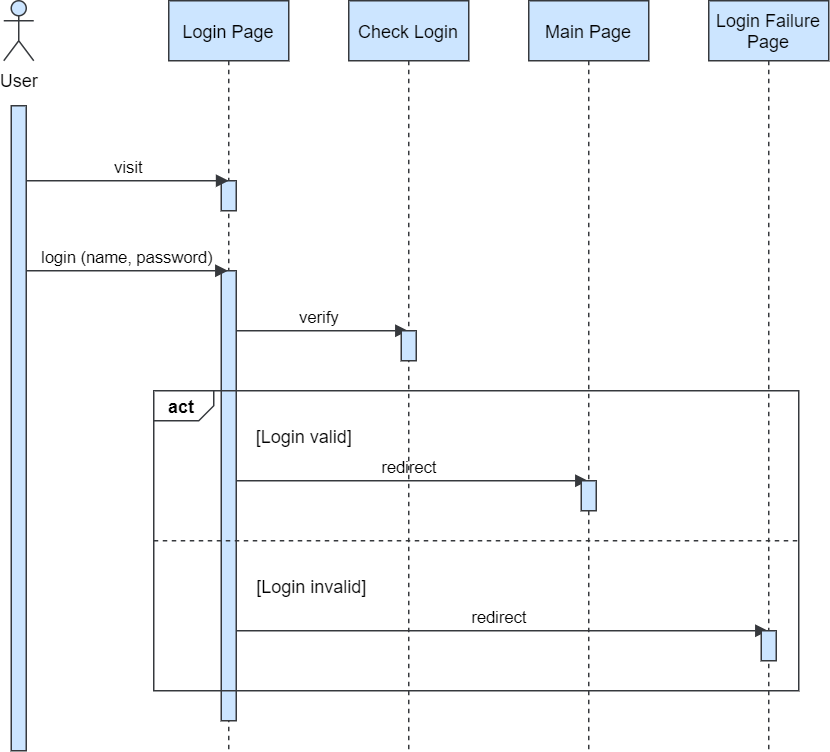 User
Login Page
Check Login
Main Page
Login Failure
Page
visit
login (name, password)
verify
act
[Login valid]
redirect
[Login invalid]
redirect